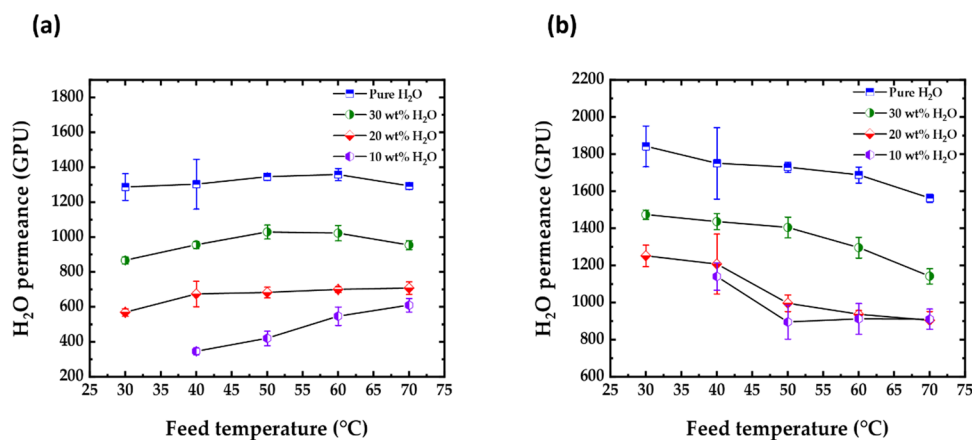 (a)
(b)
H₂O permeance (GPU)
1800
1600
1400
1200
1000
800
600
400
200
Pure H₂O
30 wt% H₂O
20 wt% H₂O
10 wt% H₂O
25 30 35 40 45 50 55 60 65 70 75
Feed temperature (°C)
H₂O permeance (GPU)
2200
2000
1800
1600
1400
1200
1000
800
600
Pure H₂O
30 wt% H₂O
20 wt% H₂O
10 wt% H₂O
25 30 35 40 45 50 55 60 65 70 75
Feed temperature (°C)